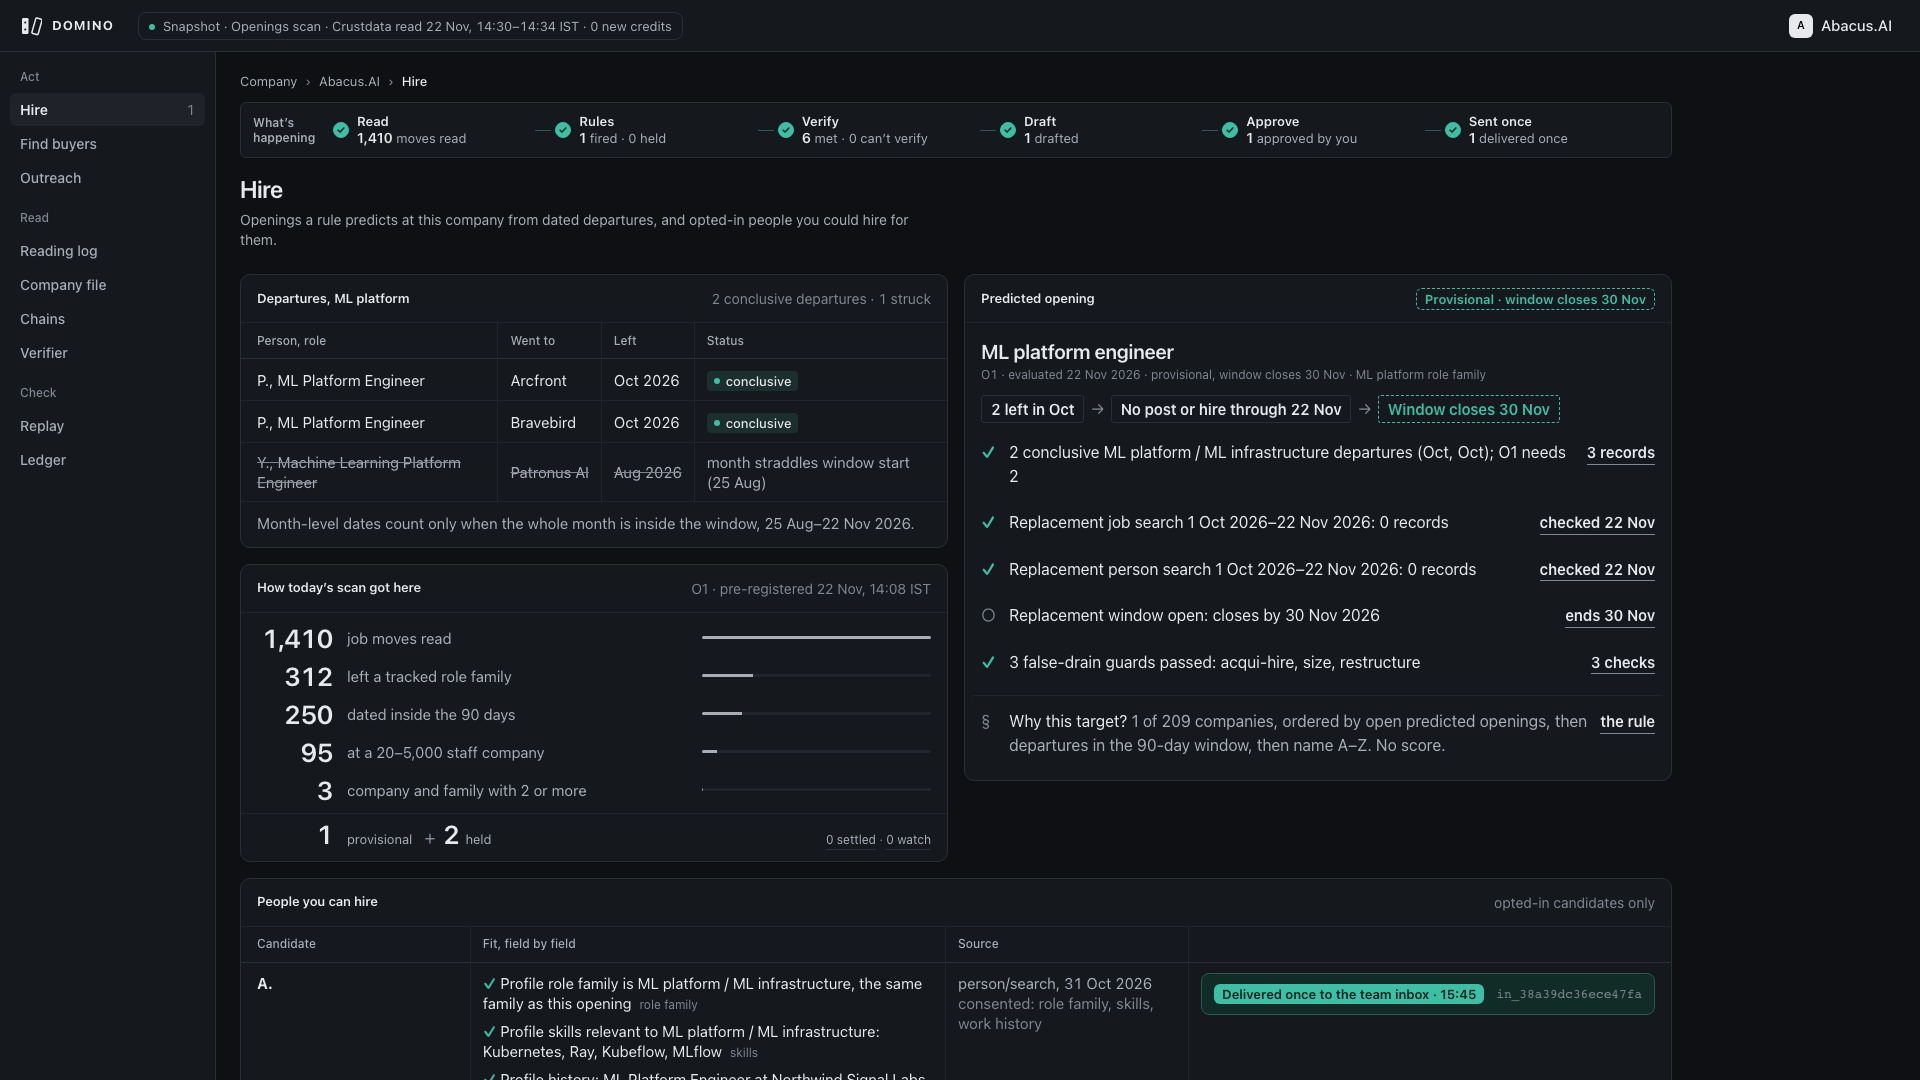 DOMINO
Snapshot · Openings scan · Crustdata read 22 Nov, 14:30–14:34 IST · 0 new credits
A
Abacus.AI
Act
Hire
1
Find buyers
Outreach
Read
Reading log
Company file
Chains
Verifier
Check
Replay
Ledger
Company › Abacus.AI › Hire
What's
happening
Read
1,410 moves read
Rules
1 fired · 0 held
Verify
6 met · 0 can't verify
Draft
1 drafted
Approve
1 approved by you
Sent once
1 delivered once
Hire
Openings a rule predicts at this company from dated departures, and opted-in people you could hire for
them.
Departures, ML platform
2 conclusive departures · 1 struck
Person, role
Went to
Left
Status
P., ML Platform Engineer
Arcfront
Oct 2026
conclusive
P., ML Platform Engineer
Bravebird
Oct 2026
conclusive
Y., Machine Learning Platform
Engineer
Patronus AI
Aug 2026
month straddles window start
(25 Aug)
Month-level dates count only when the whole month is inside the window, 25 Aug–22 Nov 2026.
How today's scan got here
O1 · pre-registered 22 Nov, 14:08 IST
1,410 job moves read
312 left a tracked role family
250 dated inside the 90 days
95 at a 20–5,000 staff company
3 company and family with 2 or more
1 provisional + 2 held
0 settled · 0 watch
Predicted opening
Provisional · window closes 30 Nov
ML platform engineer
O1 · evaluated 22 Nov 2026 · provisional, window closes 30 Nov · ML platform role family
2 left in Oct → No post or hire through 22 Nov → Window closes 30 Nov
2 conclusive ML platform / ML infrastructure departures (Oct, Oct); O1 needs
2
3 records
Replacement job search 1 Oct 2026–22 Nov 2026: 0 records
checked 22 Nov
Replacement person search 1 Oct 2026–22 Nov 2026: 0 records
checked 22 Nov
Replacement window open: closes by 30 Nov 2026
ends 30 Nov
3 false-drain guards passed: acqui-hire, size, restructure
3 checks
§ Why this target? 1 of 209 companies, ordered by open predicted openings, then
departures in the 90-day window, then name A–Z. No score.
the rule
People you can hire
opted-in candidates only
Candidate
Fit, field by field
Source
A.
✓ Profile role family is ML platform / ML infrastructure, the same
family as this opening role family
✓ Profile skills relevant to ML platform / ML infrastructure:
Kubernetes, Ray, Kubeflow, MLflow skills
✓ Profile history: ML Platform Engineer at Northwind Signal Labs,
person/search, 31 Oct 2026
consented: role family, skills,
work history
Delivered once to the team inbox · 15:45
in_38a39dc36ece47fa